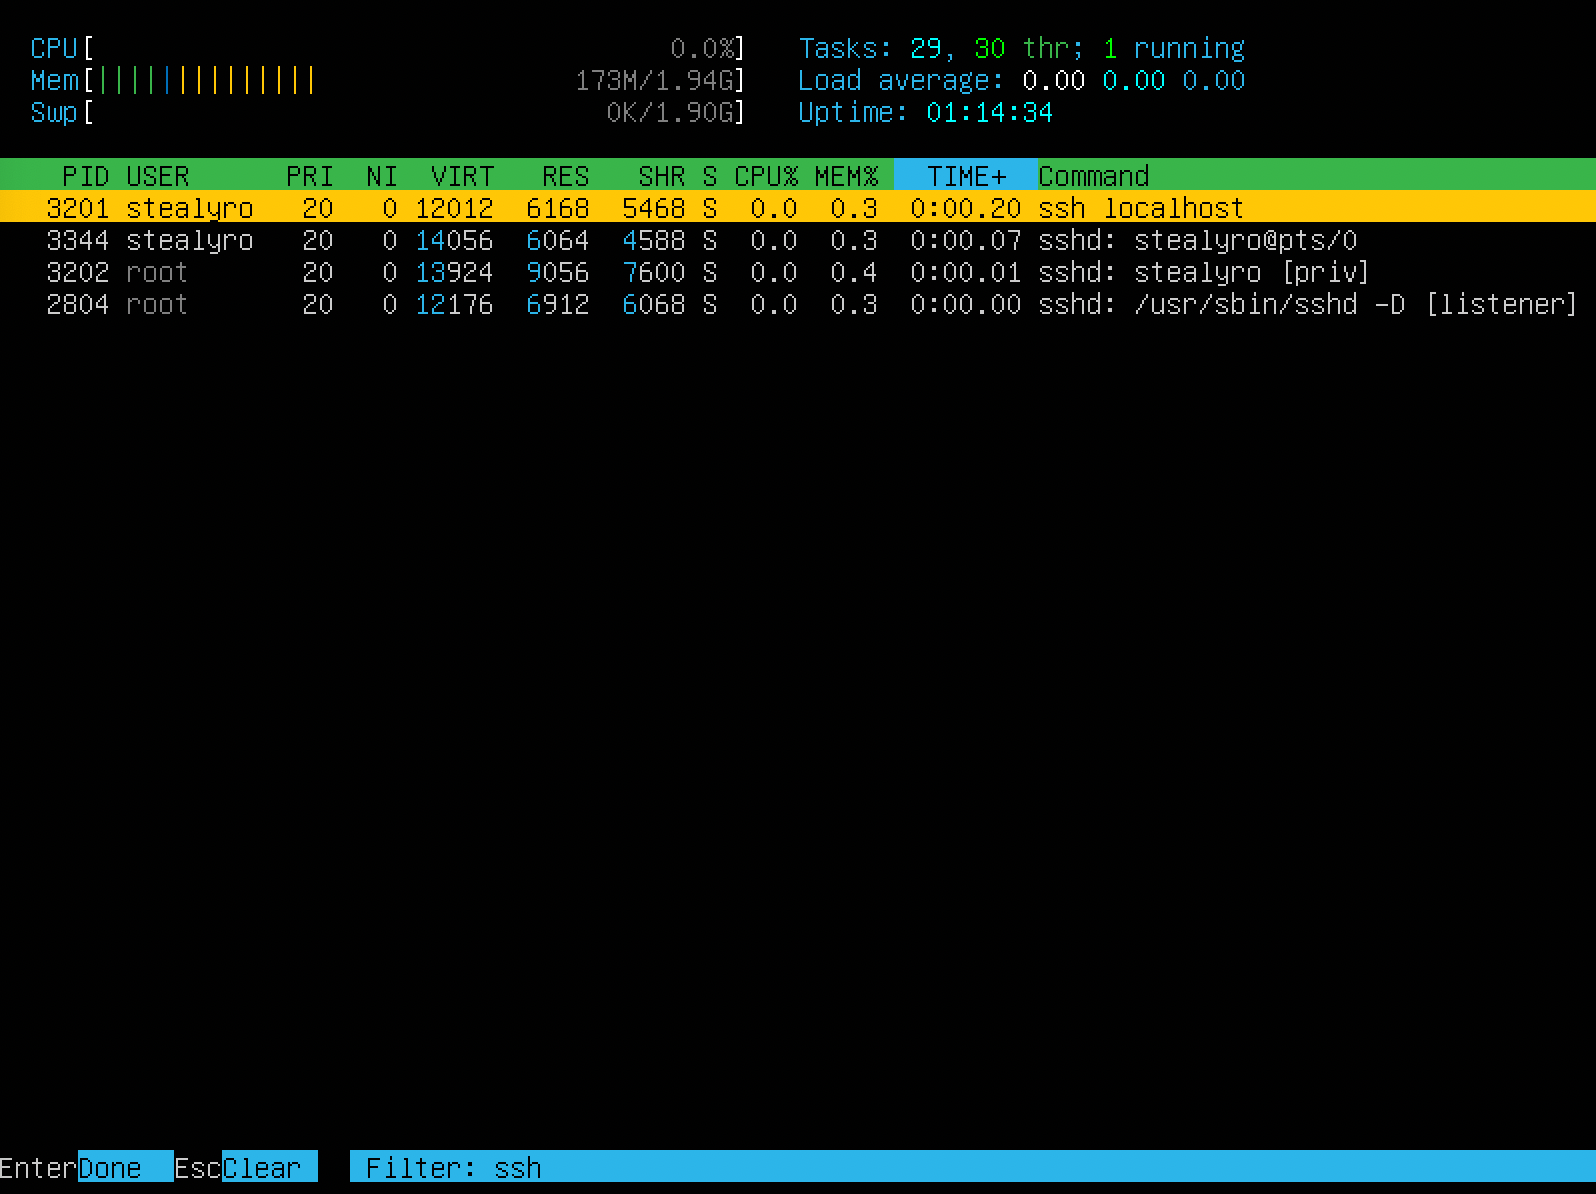 CPU[ 0.0%] Tasks: 29, 30 thr; 1 running
Mem[||||||||||||||173M/1.94G] Load average: 0.00 0.00 0.00
Swp[ 0K/1.90G] Uptime: 01:14:34
PID USER PRI NI VIRT RES SHR S CPU% MEM% TIME+ Command
3201 stealyro 20 0 12012 6168 5468 S 0.0 0.3 0:00.20 ssh localhost
3344 stealyro 20 0 14056 6064 4588 S 0.0 0.3 0:00.07 sshd: stealyro@pts/0
3202 root 20 0 13924 9056 7600 S 0.0 0.4 0:00.01 sshd: stealyro [priv]
2804 root 20 0 12176 6912 6068 S 0.0 0.3 0:00.00 sshd: /usr/sbin/sshd -D [listener]
EnterDone EscClear Filter: ssh